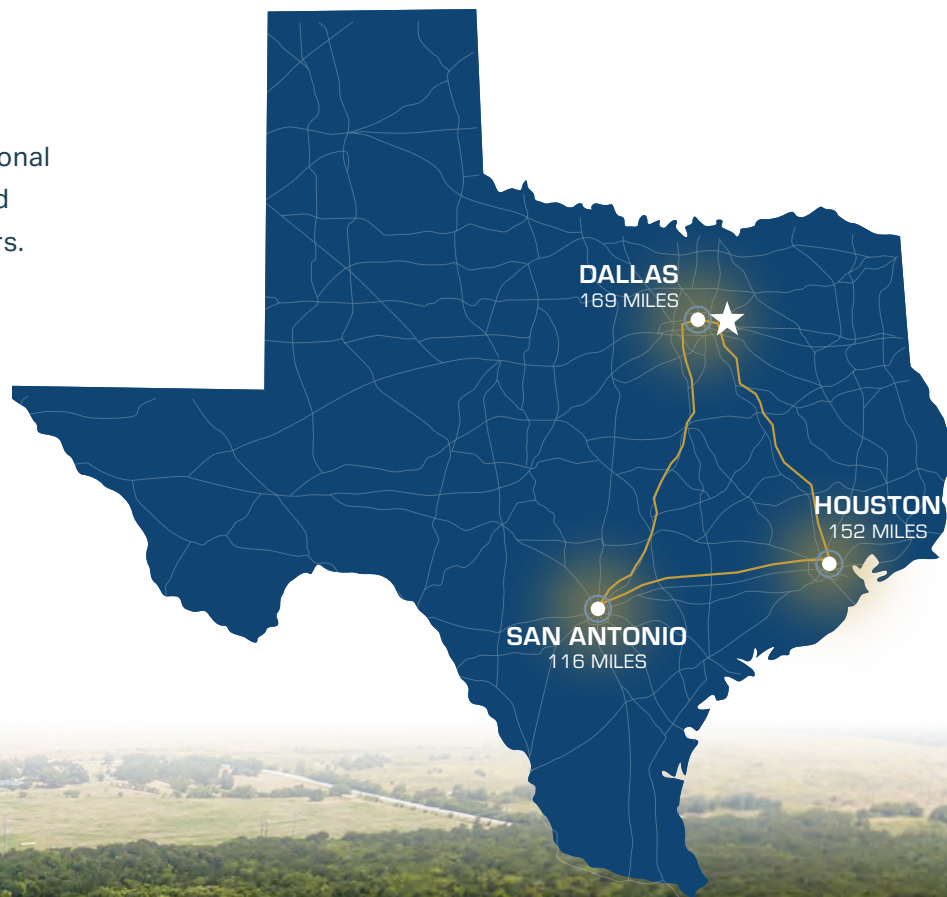 onal
d
rs.
DALLAS
169 MILES
HOUSTON
152 MILES
SAN ANTONIO
116 MILES